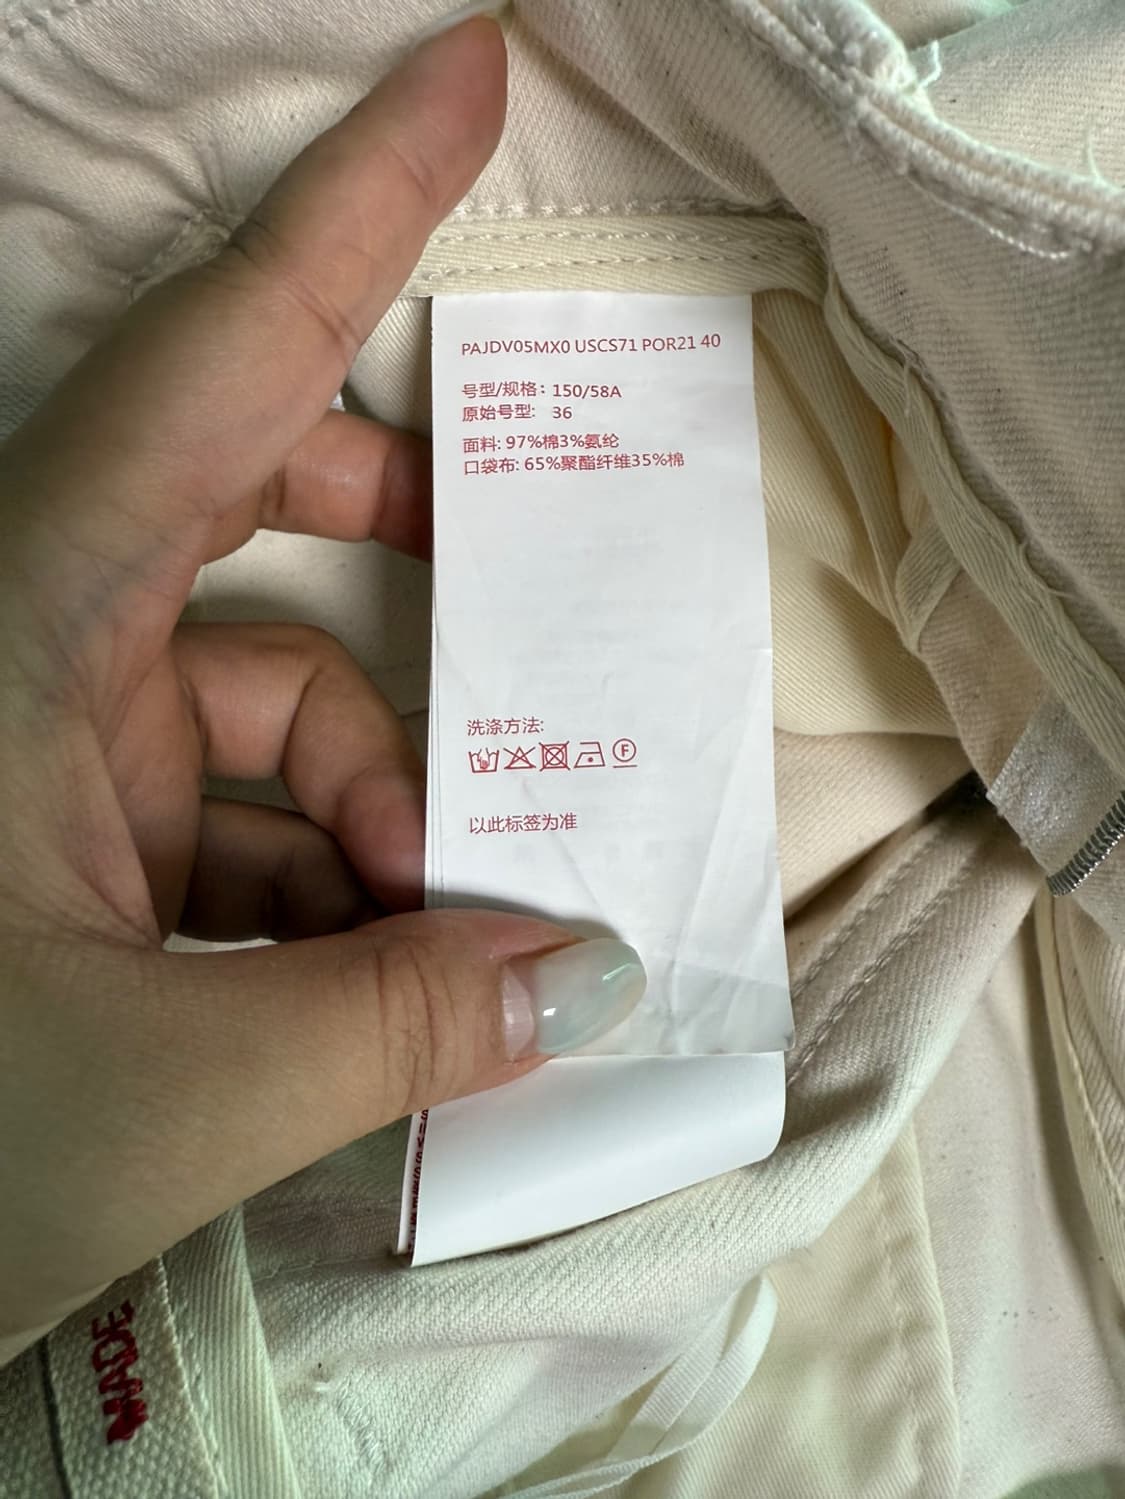 PAJDV05MX0 USCS71 POR21 40
号型/规格: 150/58A
原始号型: 36
面料: 97%棉3%氨纶
口袋布: 65%聚酯纤维35%棉
洗涤方法:
F
以此标签为准
MADE